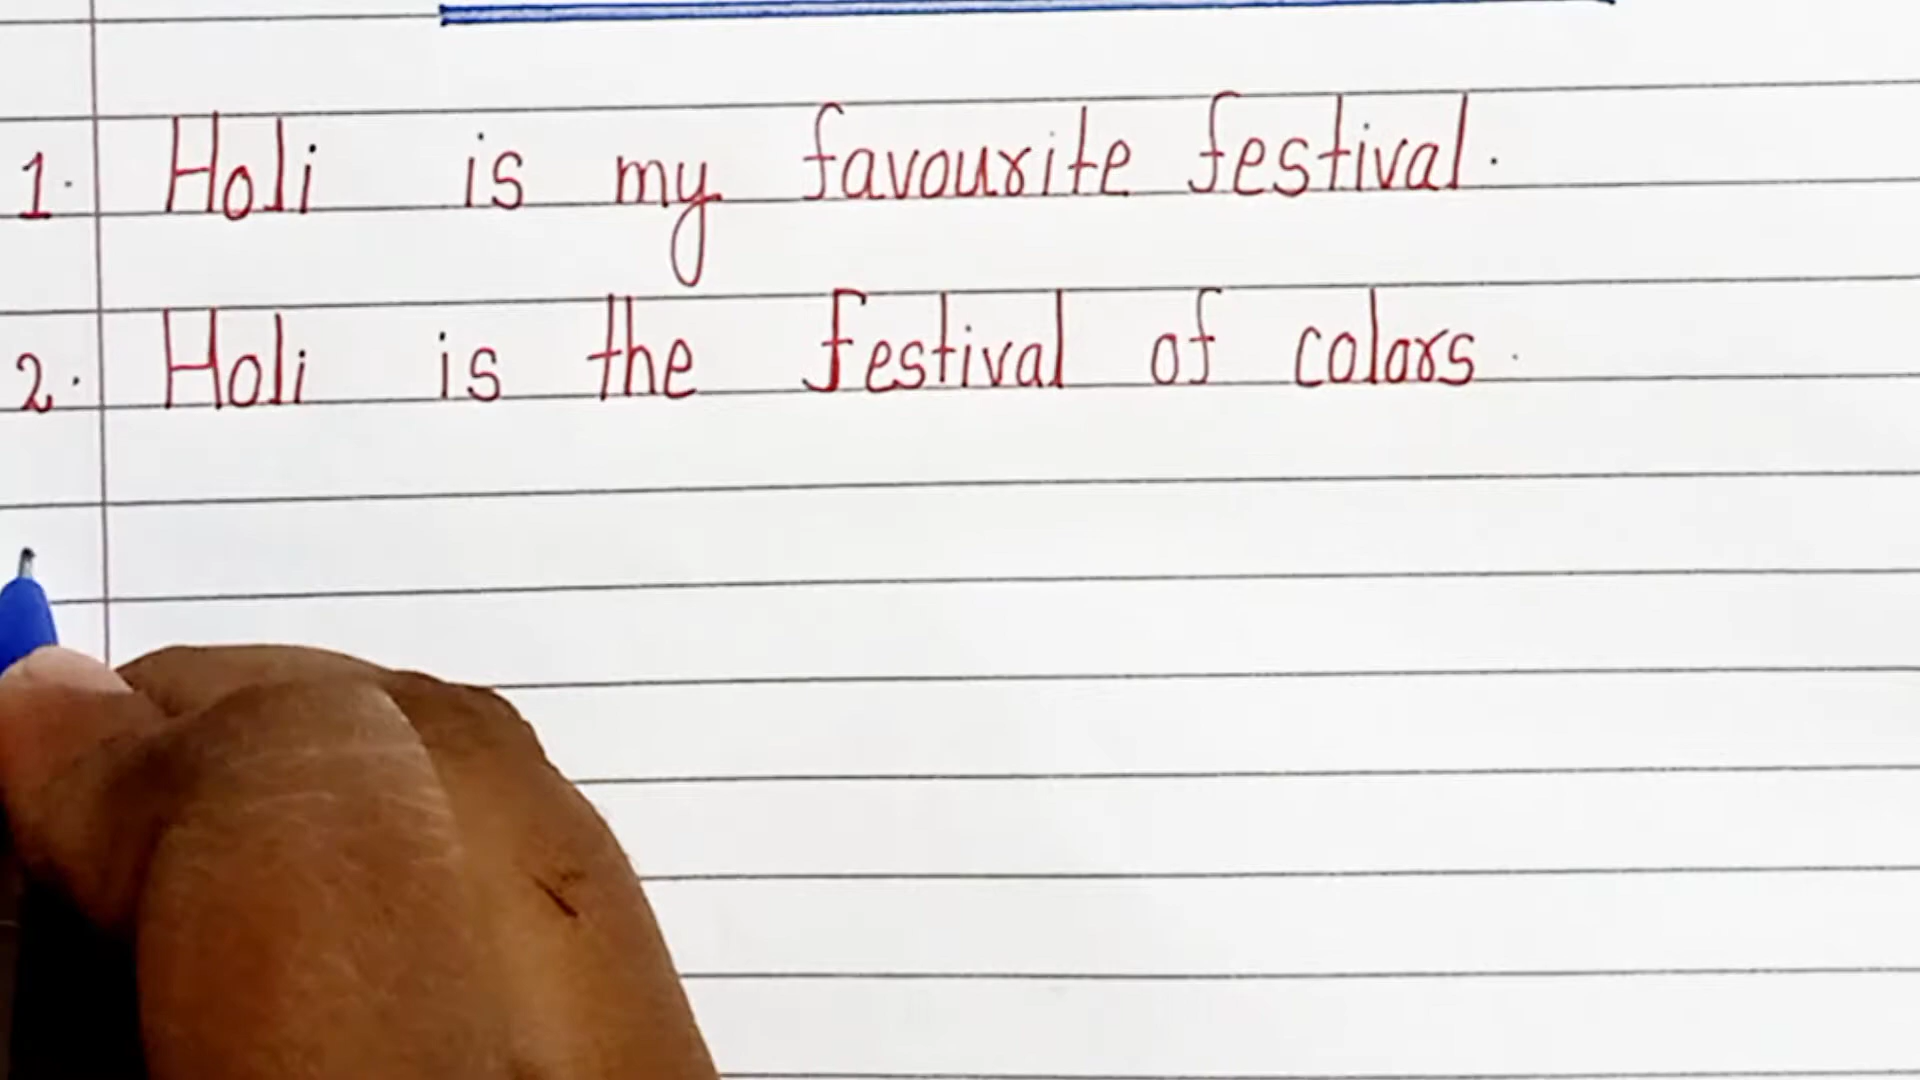 1. Holi is my favourite festival.
2. Holi is the festival of colors.